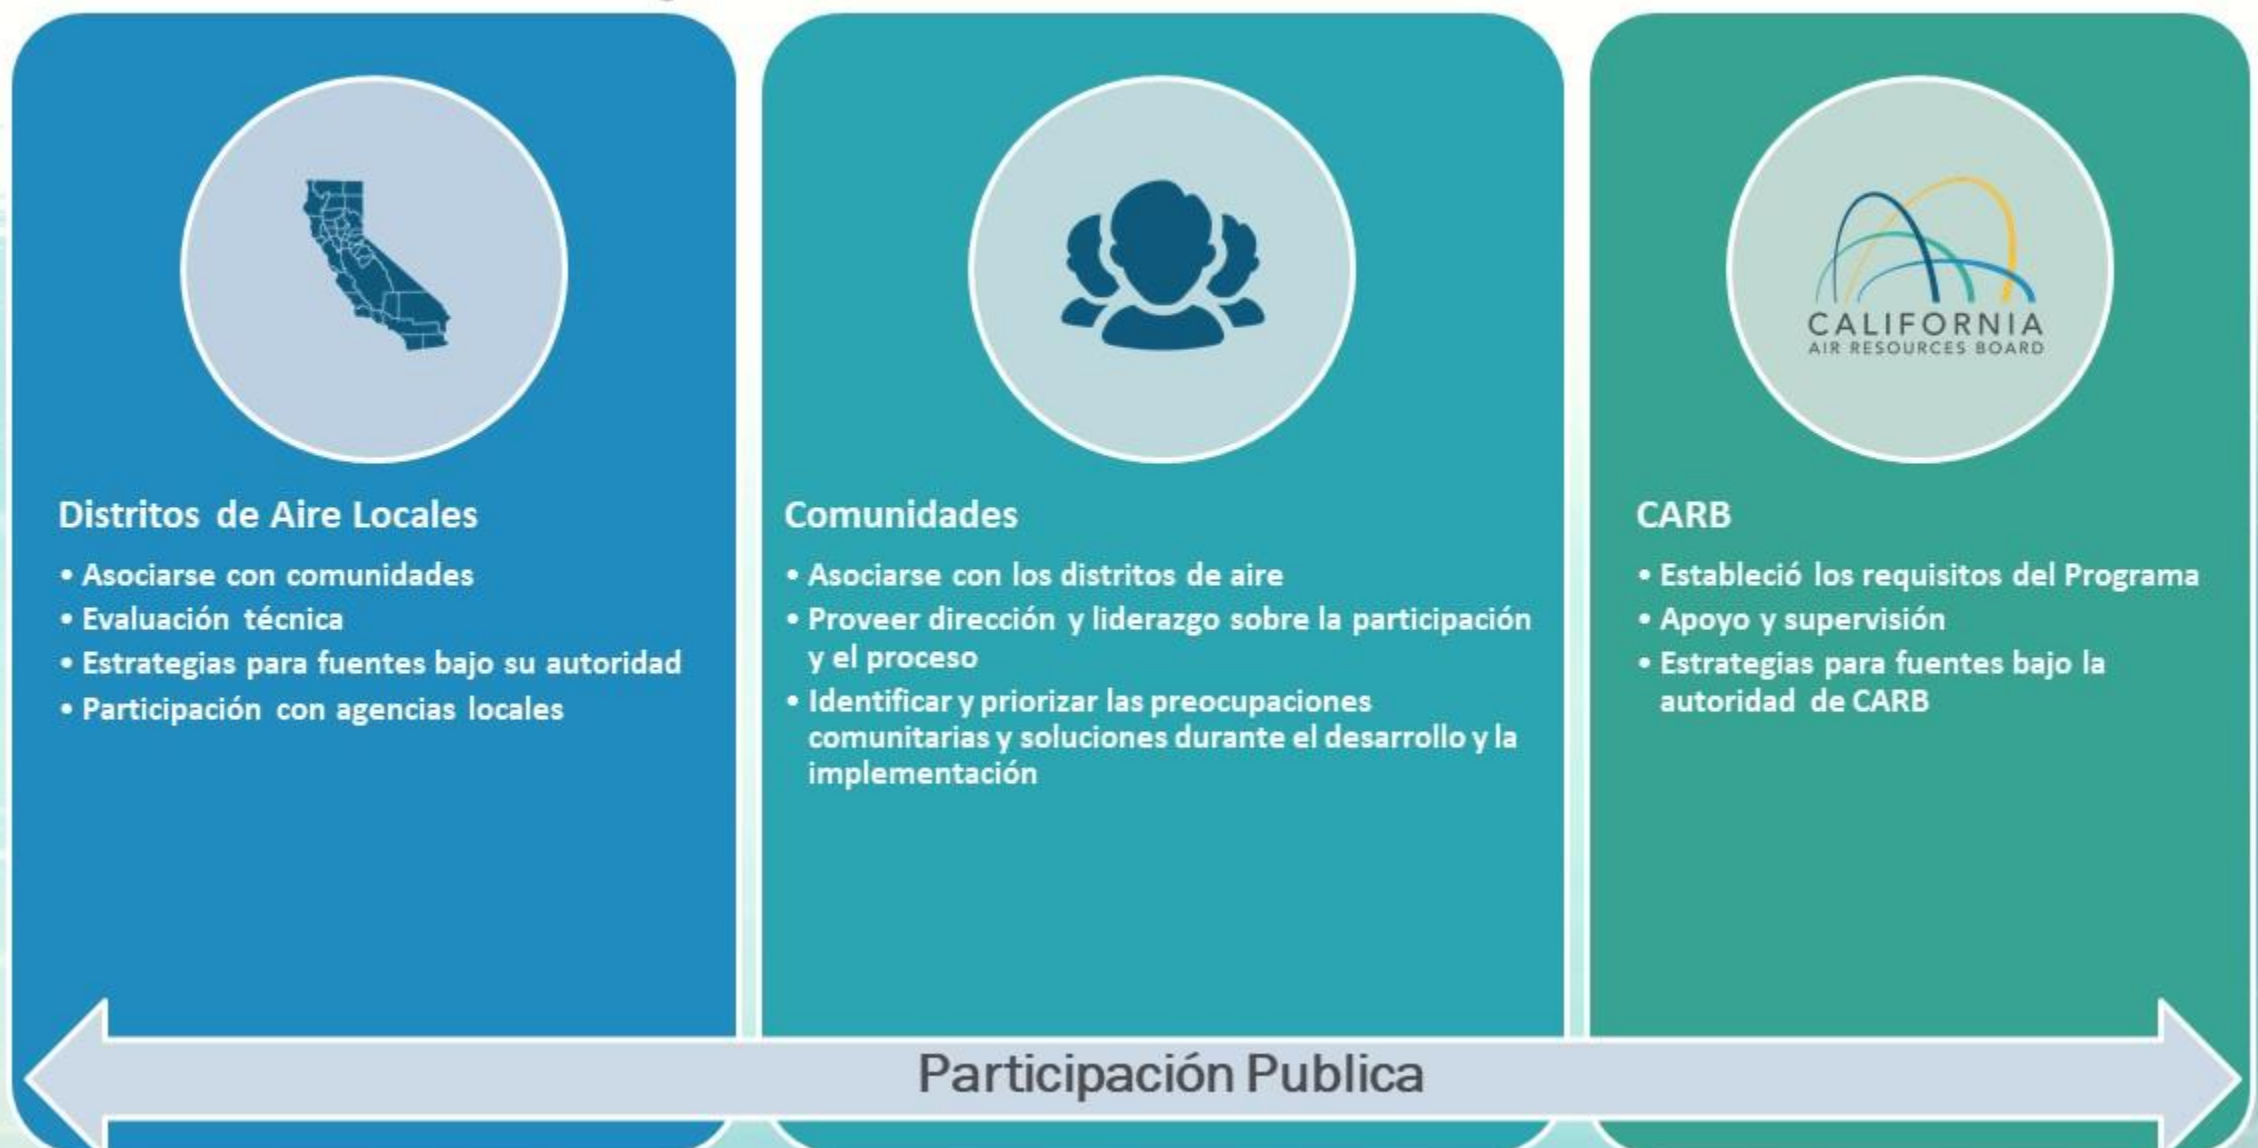 Distritos de Aire Locales
• Asociarse con comunidades
• Evaluación técnica
• Estrategias para fuentes bajo su autoridad
• Participación con agencias locales
Comunidades
• Asociarse con los distritos de aire
• Proveer dirección y liderazgo sobre la participación
y el proceso
• Identificar y priorizar las preocupaciones
comunitarias y soluciones durante el desarrollo y la
implementación
CALIFORNIA
AIR RESOURCES BOARD
CARB
• Estableció los requisitos del Programa
• Apoyo y supervisión
• Estrategias para fuentes bajo la
autoridad de CARB
Participación Publica